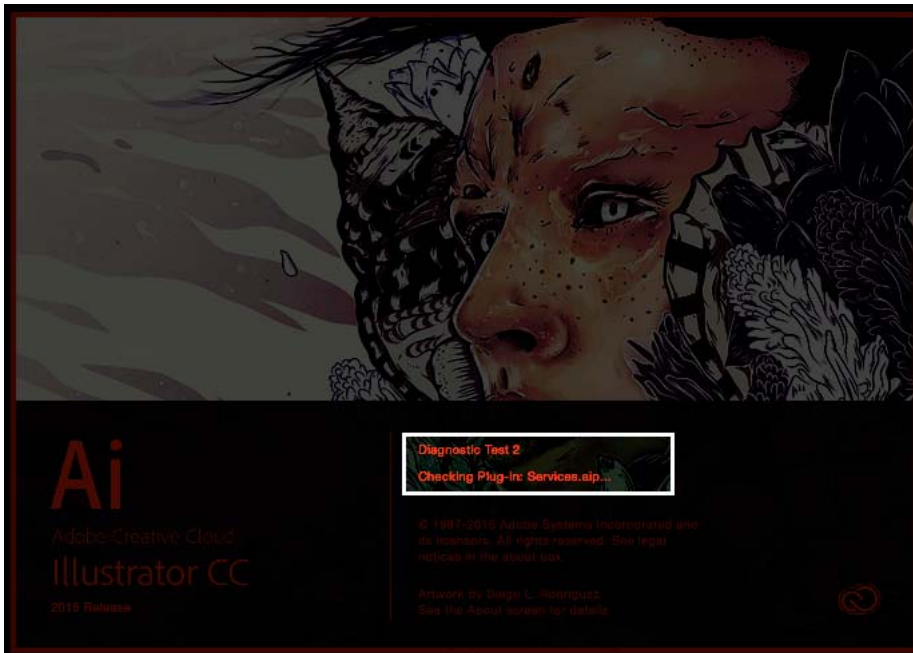 Ai
Adobe Creative Cloud
Illustrator CC
2015 Release
Diagnostic Test 2
Checking Plug-in: Services.aip...
© 1987-2015 Adobe Systems Incorporated and
its licensors. All rights reserved. See legal
notices in the about box.
Artwork by Diego L. Rodriguez
See the About screen for details